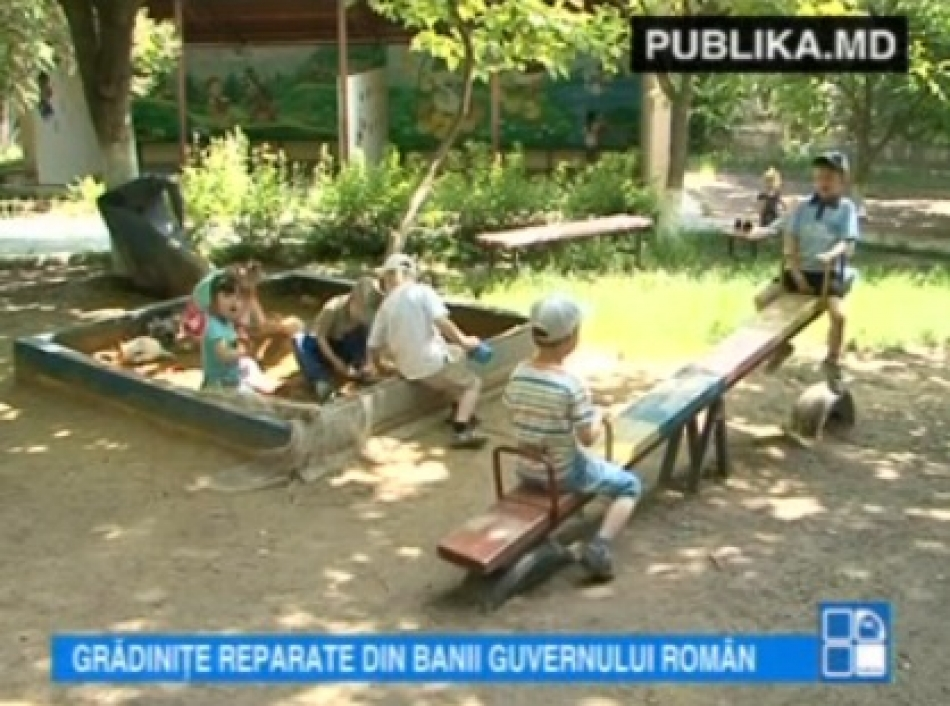 PUBLIKA.MD
GRĂDINIȚE REPARATE DIN BANII GUVERNULUI ROMÂN